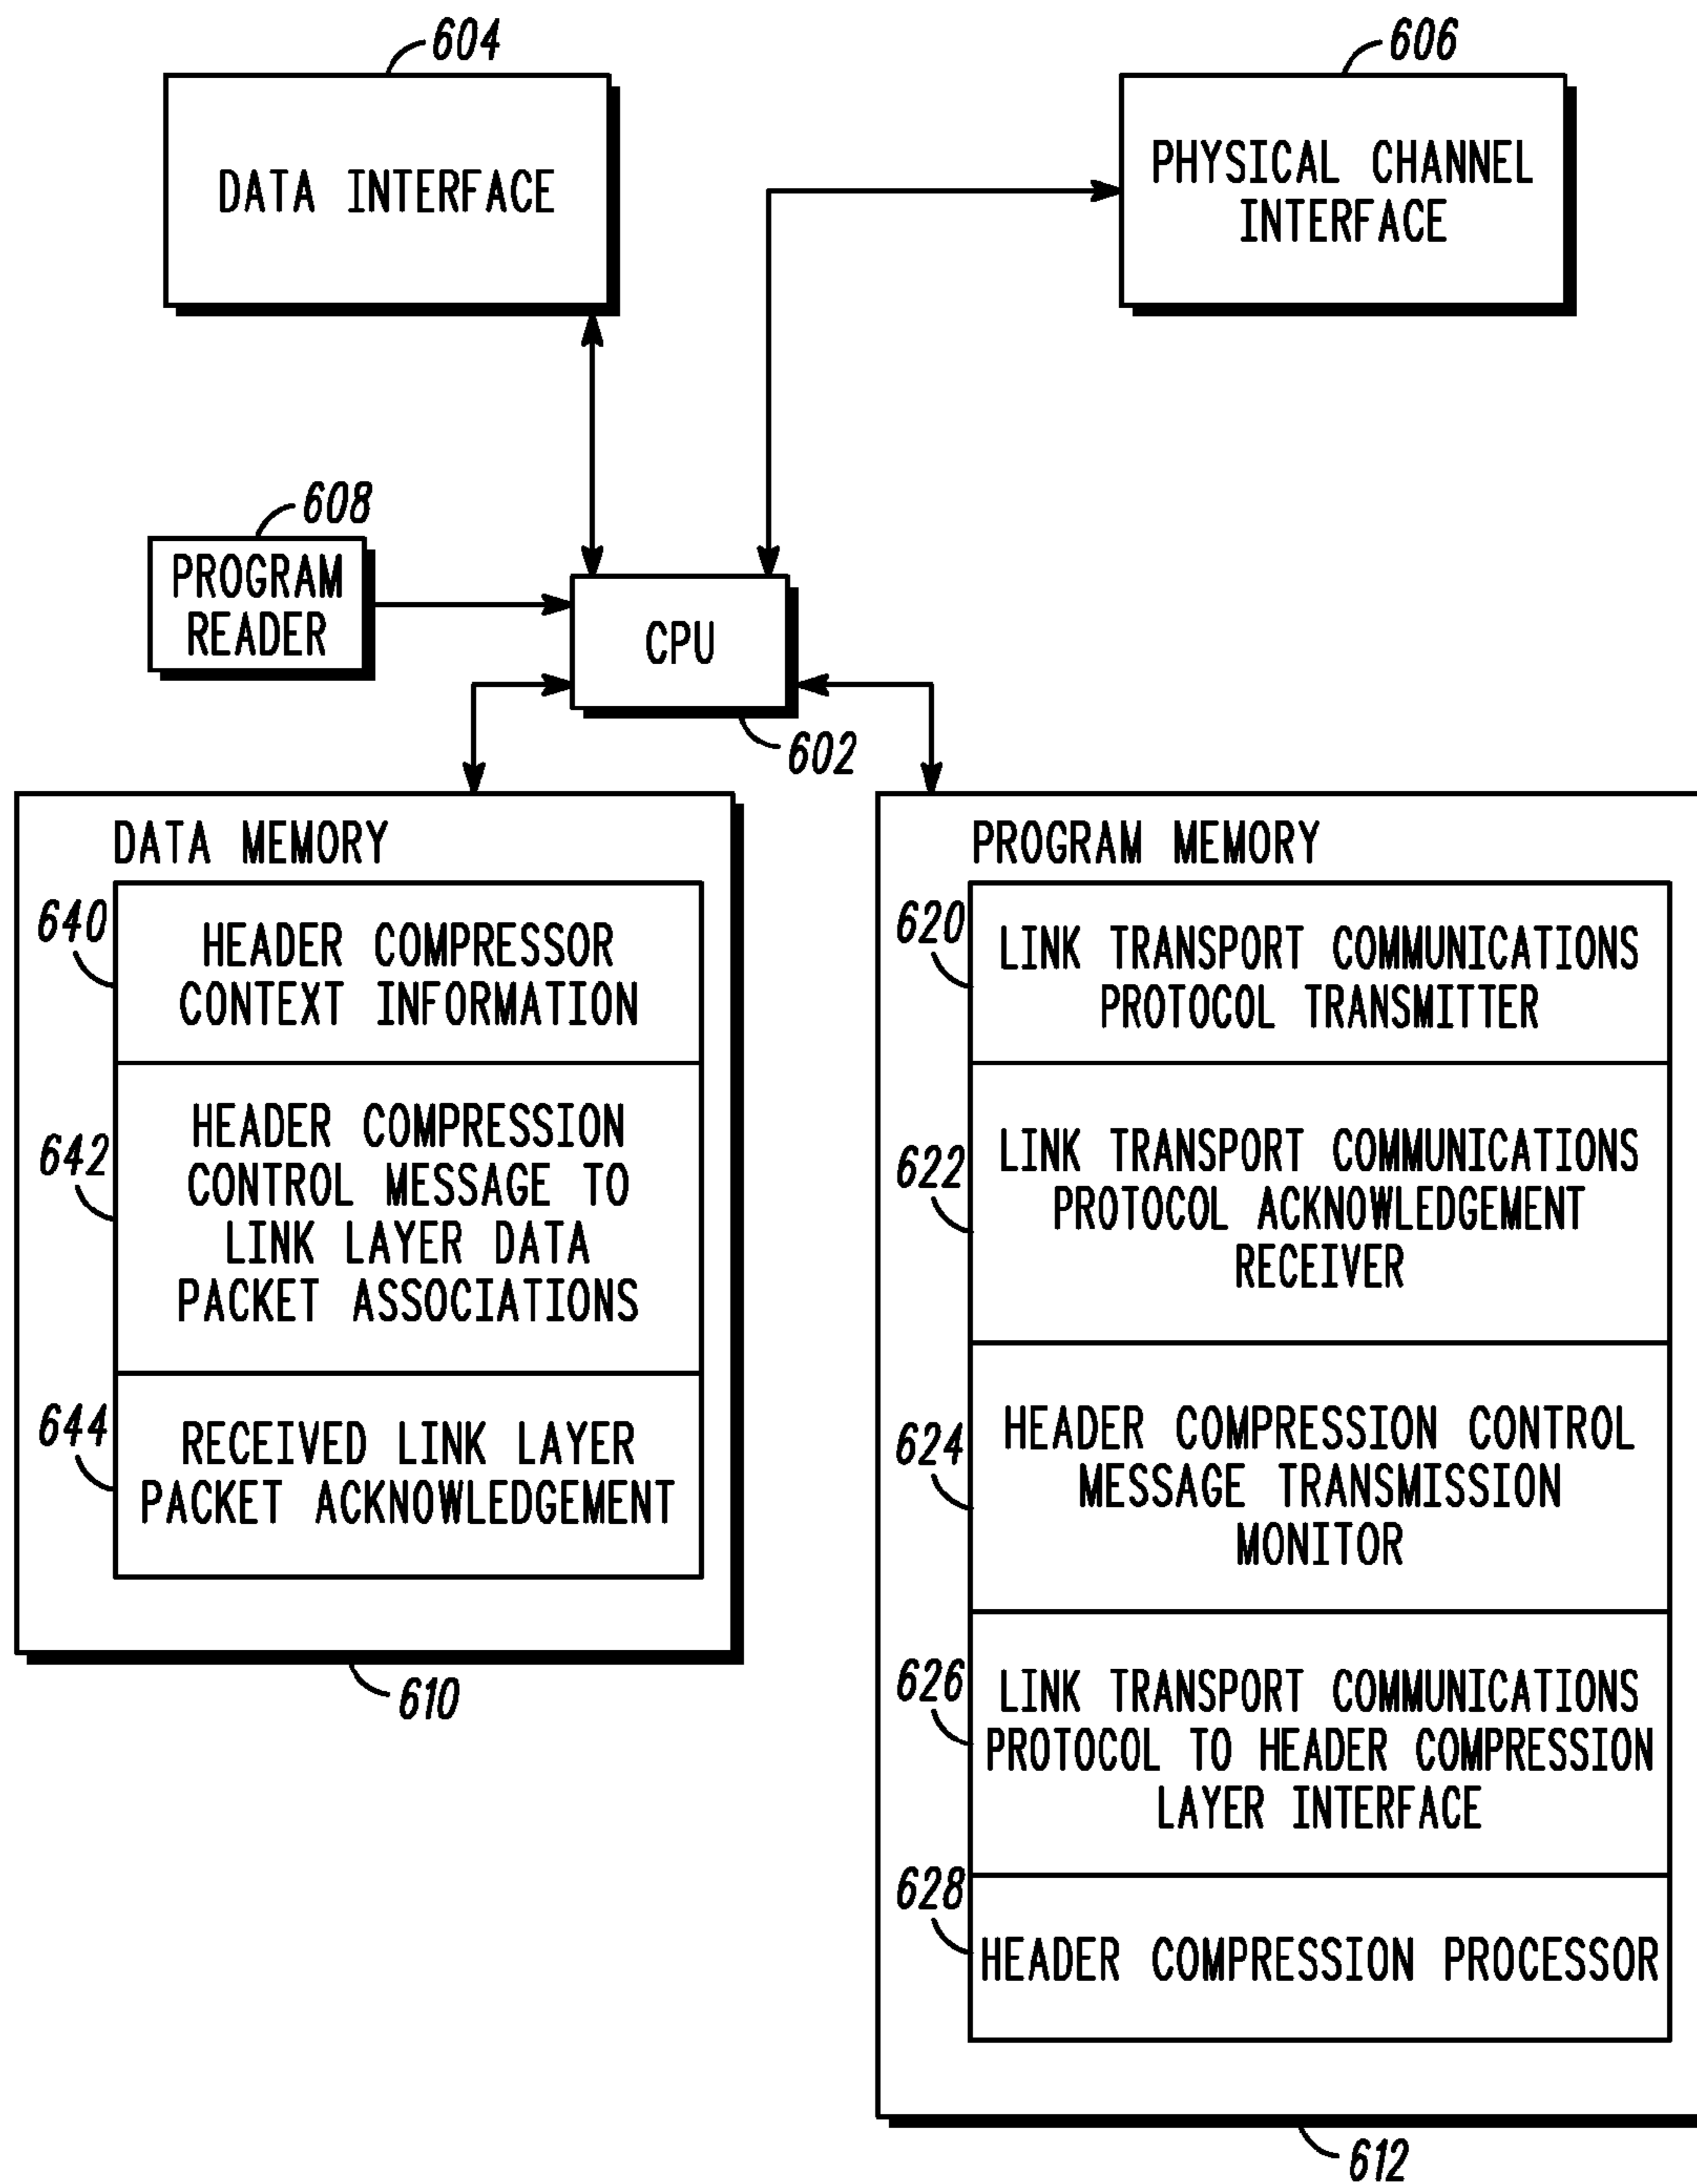 604
606
DATA INTERFACE
PHYSICAL CHANNEL
INTERFACE
608
PROGRAM
READER
CPU
602
DATA MEMORY
640
HEADER COMPRESSOR
CONTEXT INFORMATION
642
HEADER COMPRESSION
CONTROL MESSAGE TO
LINK LAYER DATA
PACKET ASSOCIATIONS
644
RECEIVED LINK LAYER
PACKET ACKNOWLEDGEMENT
610
PROGRAM MEMORY
620
LINK TRANSPORT COMMUNICATIONS
PROTOCOL TRANSMITTER
622
LINK TRANSPORT COMMUNICATIONS
PROTOCOL ACKNOWLEDGEMENT
RECEIVER
624
HEADER COMPRESSION CONTROL
MESSAGE TRANSMISSION
MONITOR
626
LINK TRANSPORT COMMUNICATIONS
PROTOCOL TO HEADER COMPRESSION
LAYER INTERFACE
628
HEADER COMPRESSION PROCESSOR
612